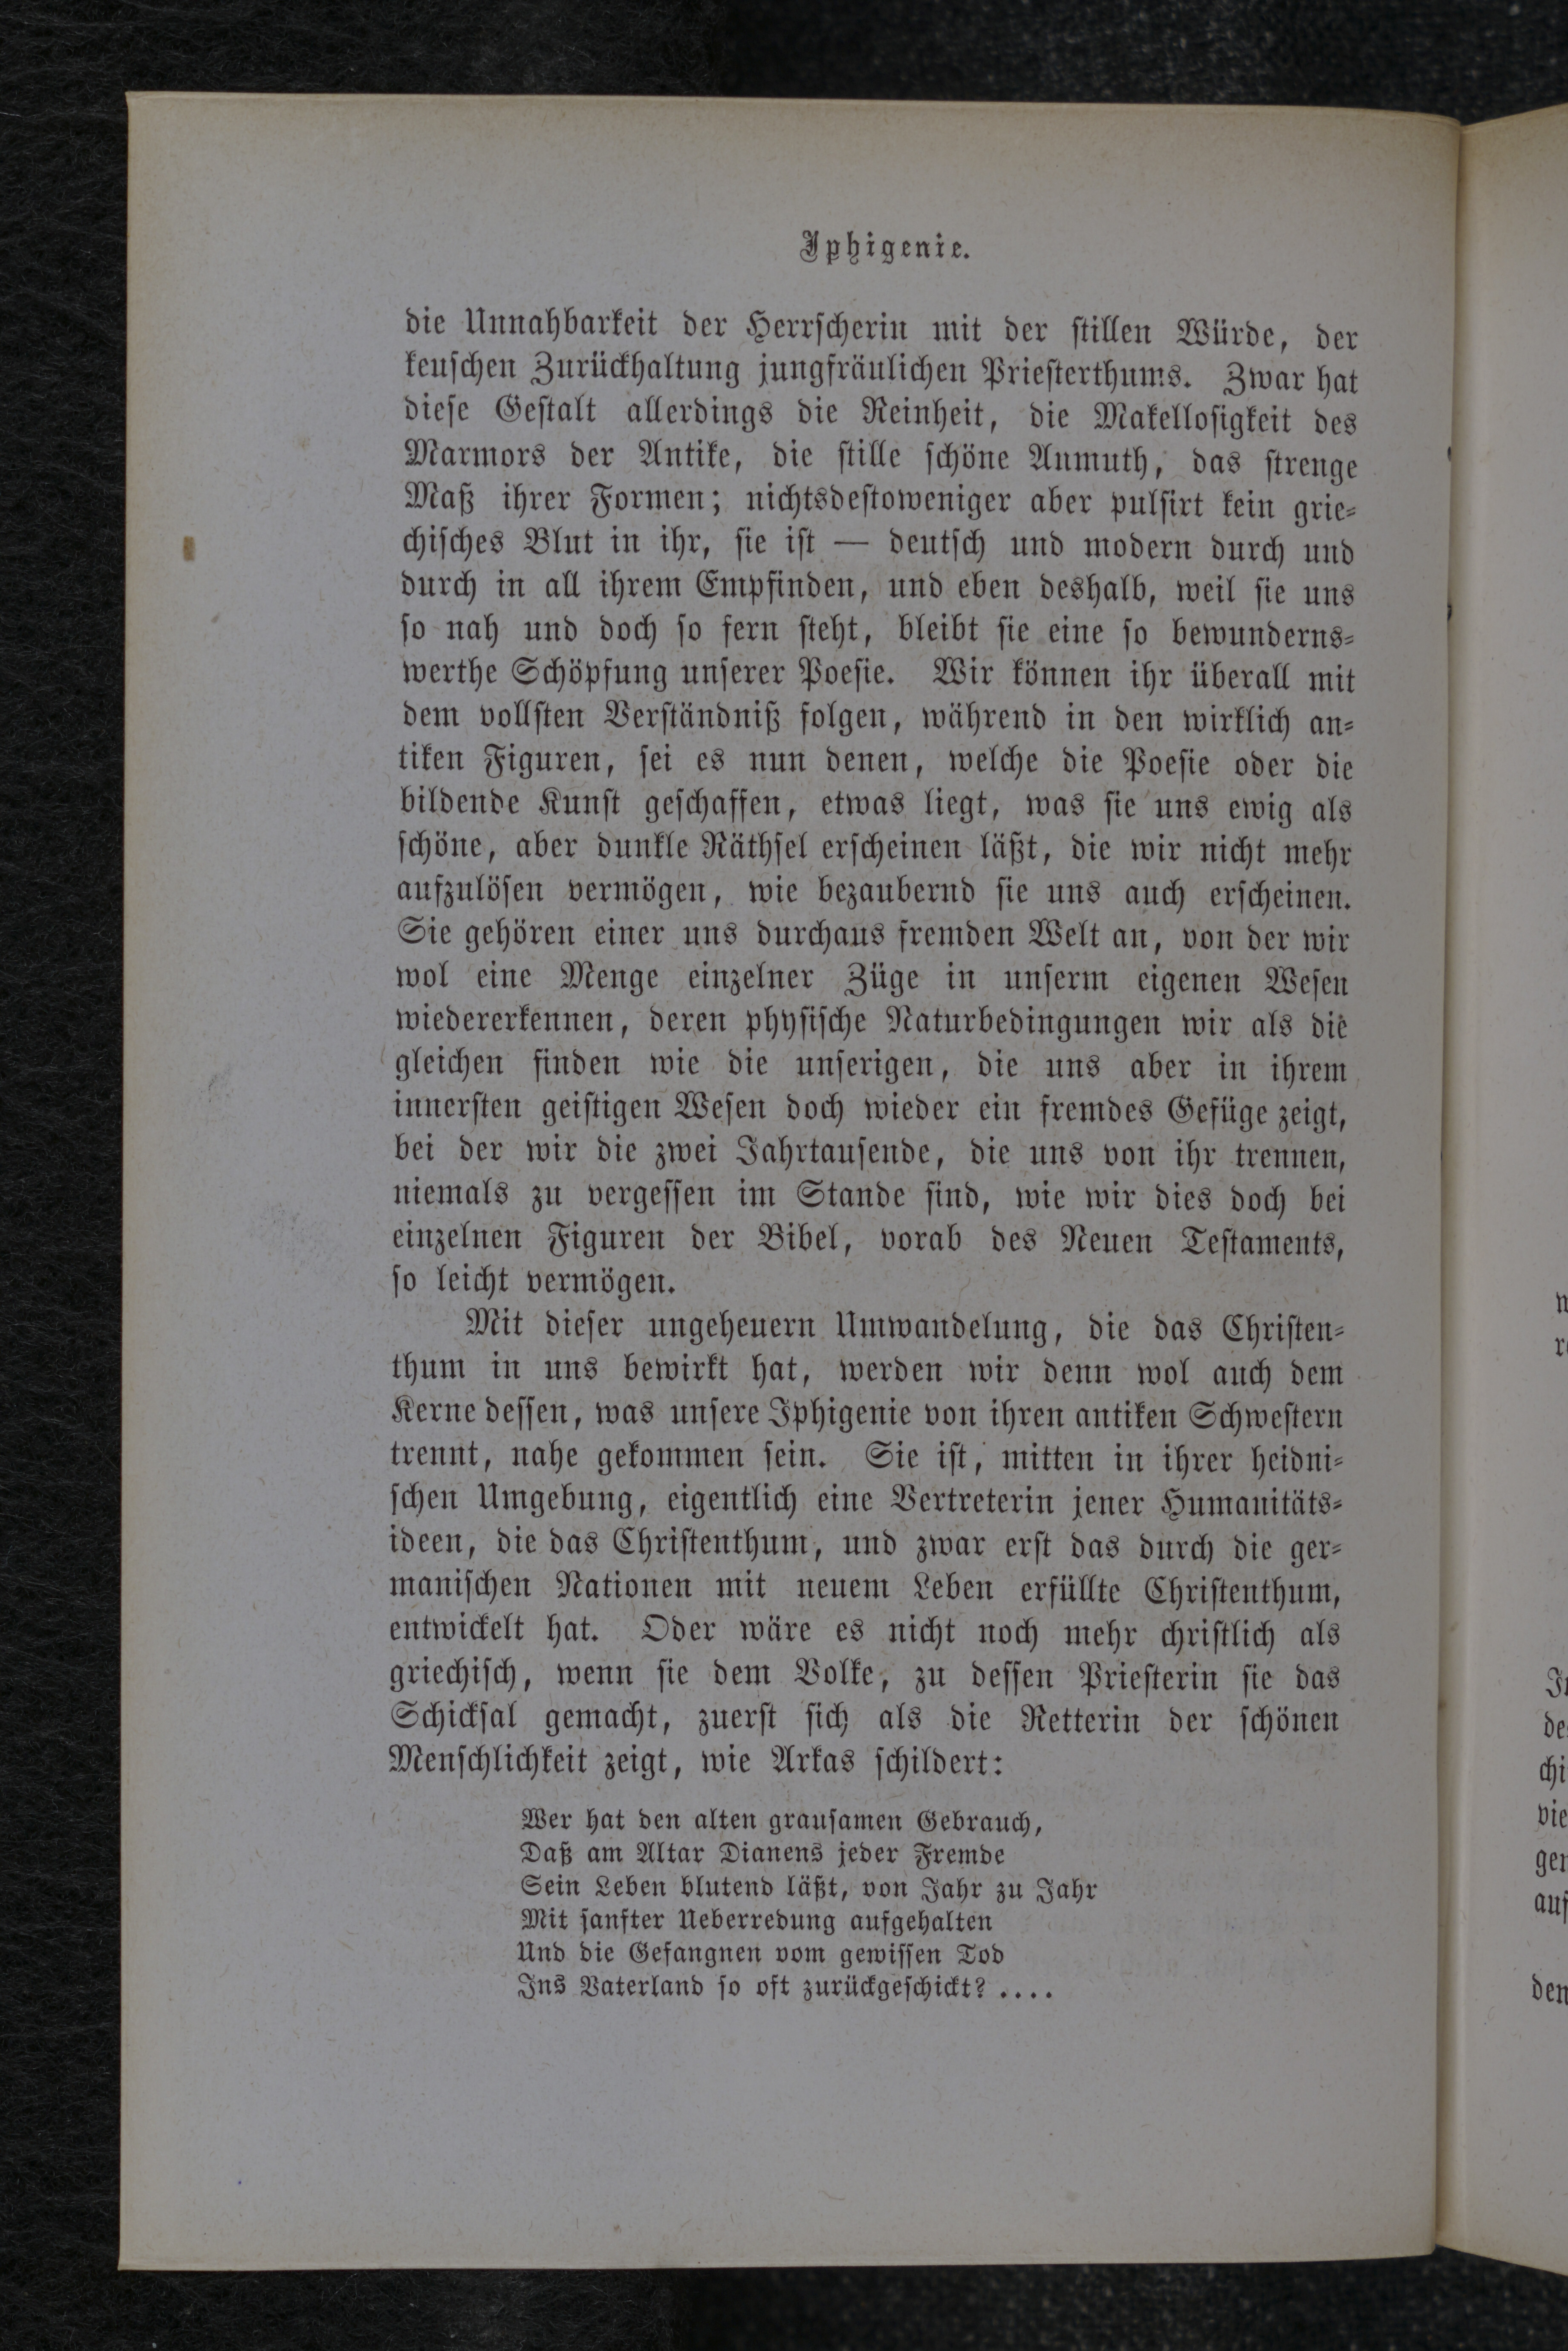 Iphigenie.
die Unnahbarkeit der Herrscherin mit der stillen Würde, der
keuschen Zurückhaltung jungfräulichen Priesterthums. Zwar hat
diese Gestalt allerdings die Reinheit, die Makellosigkeit des
Marmors der Antike, die stille schöne Anmuth, das strenge
Maß ihrer Formen; nichtsdestoweniger aber pulsirt kein grie-
chisches Blut in ihr, sie ist — deutsch und modern durch und
durch in all ihrem Empfinden, und eben deshalb, weil sie uns
so nah und doch so fern steht, bleibt sie eine so bewunderns-
werthe Schöpfung unserer Poesie. Wir können ihr überall mit
dem vollsten Verständniß folgen, während in den wirklich an-
tiken Figuren, sei es nun denen, welche die Poesie oder die
bildende Kunst geschaffen, etwas liegt, was sie uns ewig als
schöne, aber dunkle Räthsel erscheinen läßt, die wir nicht mehr
aufzulösen vermögen, wie bezaubernd sie uns auch erscheinen.
Sie gehören einer uns durchaus fremden Welt an, von der wir
wol eine Menge einzelner Züge in unserm eigenen Wesen
wiedererkennen, deren physische Naturbedingungen wir als die
gleichen finden wie die unserigen, die uns aber in ihrem
innersten geistigen Wesen doch wieder ein fremdes Gefüge zeigt,
bei der wir die zwei Jahrtausende, die uns von ihr trennen,
niemals zu vergessen im Stande sind, wie wir dies doch bei
einzelnen Figuren der Bibel, vorab des Neuen Testaments,
so leicht vermögen.
Mit dieser ungeheuern Umwandelung, die das Christen-
thum in uns bewirkt hat, werden wir denn wol auch dem
Kerne dessen, was unsere Iphigenie von ihren antiken Schwestern
trennt, nahe gekommen sein. Sie ist, mitten in ihrer heidni-
schen Umgebung, eigentlich eine Vertreterin jener Humanitäts-
ideen, die das Christenthum, und zwar erst das durch die ger-
manischen Nationen mit neuem Leben erfüllte Christenthum,
entwickelt hat. Oder wäre es nicht noch mehr christlich als
griechisch, wenn sie dem Volke, zu dessen Priesterin sie das
Schicksal gemacht, zuerst sich als die Retterin der schönen
Menschlichkeit zeigt, wie Arkas schildert:
Wer hat den alten grausamen Gebrauch,
Daß am Altar Dianens jeder Fremde
Sein Leben blutend läßt, von Jahr zu Jahr
Mit sanfter Ueberredung aufgehalten
Und die Gefangnen vom gewissen Tod
Ins Vaterland so oft zurückgeschickt? ....